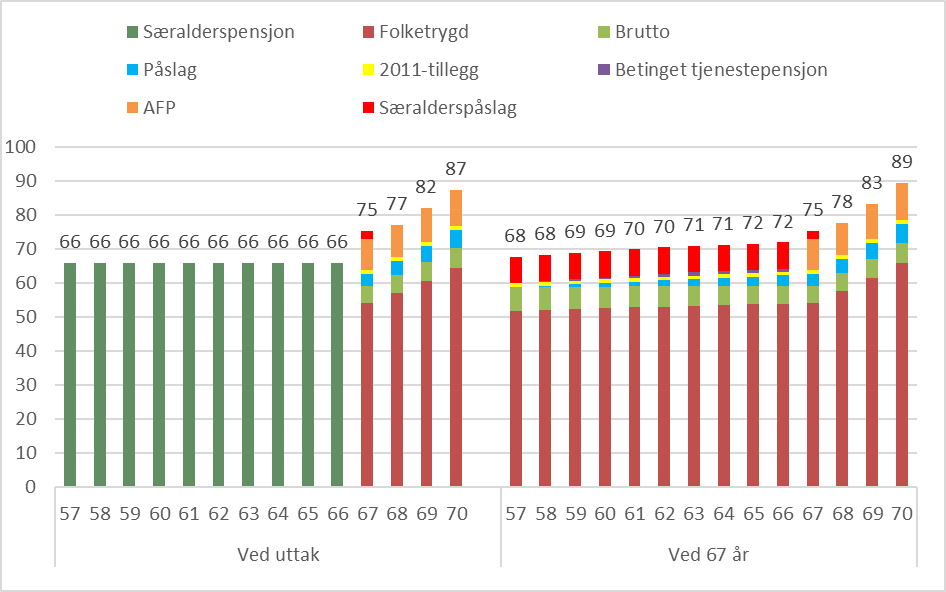 Særalderspensjon Folketrygd Brutto
Påslag 2011-tillegg Betinget tjenestepensjon
AFP Særalderspåslag
100
90
80
70
60
50
40
30
20
10
0
66 66 66 66 66 66 66 66 66 66 75 77 82 87
68 68 69 69 70 70 71 71 72 72 75 78 83 89
57 58 59 60 61 62 63 64 65 66 67 68 69 70
57 58 59 60 61 62 63 64 65 66 67 68 69 70
Ved uttak
Ved 67 år